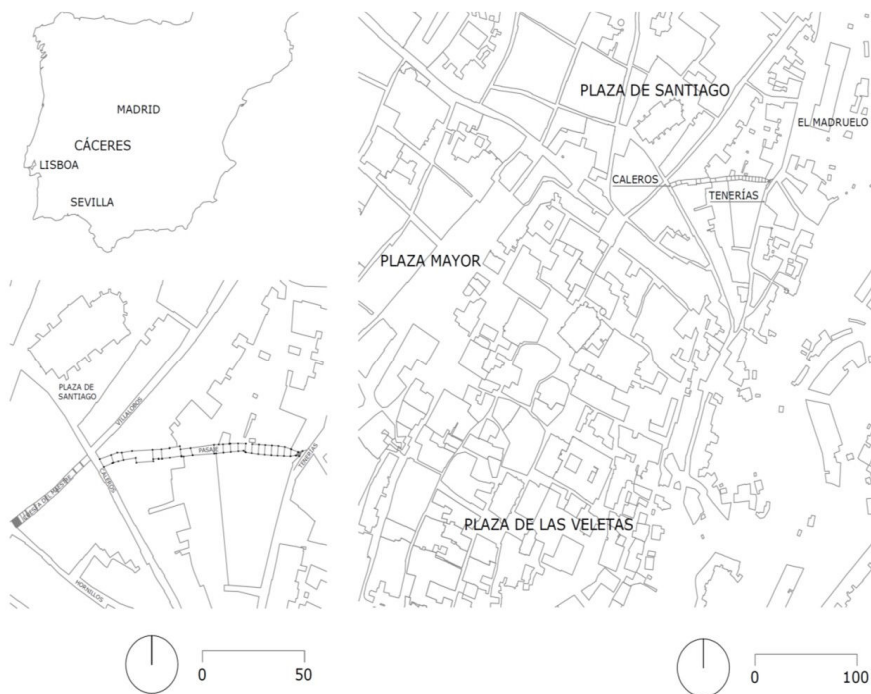 MADRID
CÁCERES
LISBOA
SEVILLA
PLAZA DE SANTIAGO
EL MADRUELO
CALEROS
TENERÍAS
PLAZA MAYOR
PLAZA DE LAS VELETAS
PLAZA DE
SANTIAGO
VILLALOBOS
PASAJE
TENERÍAS
CALEROS
HORNILLOS
0
50
0
100